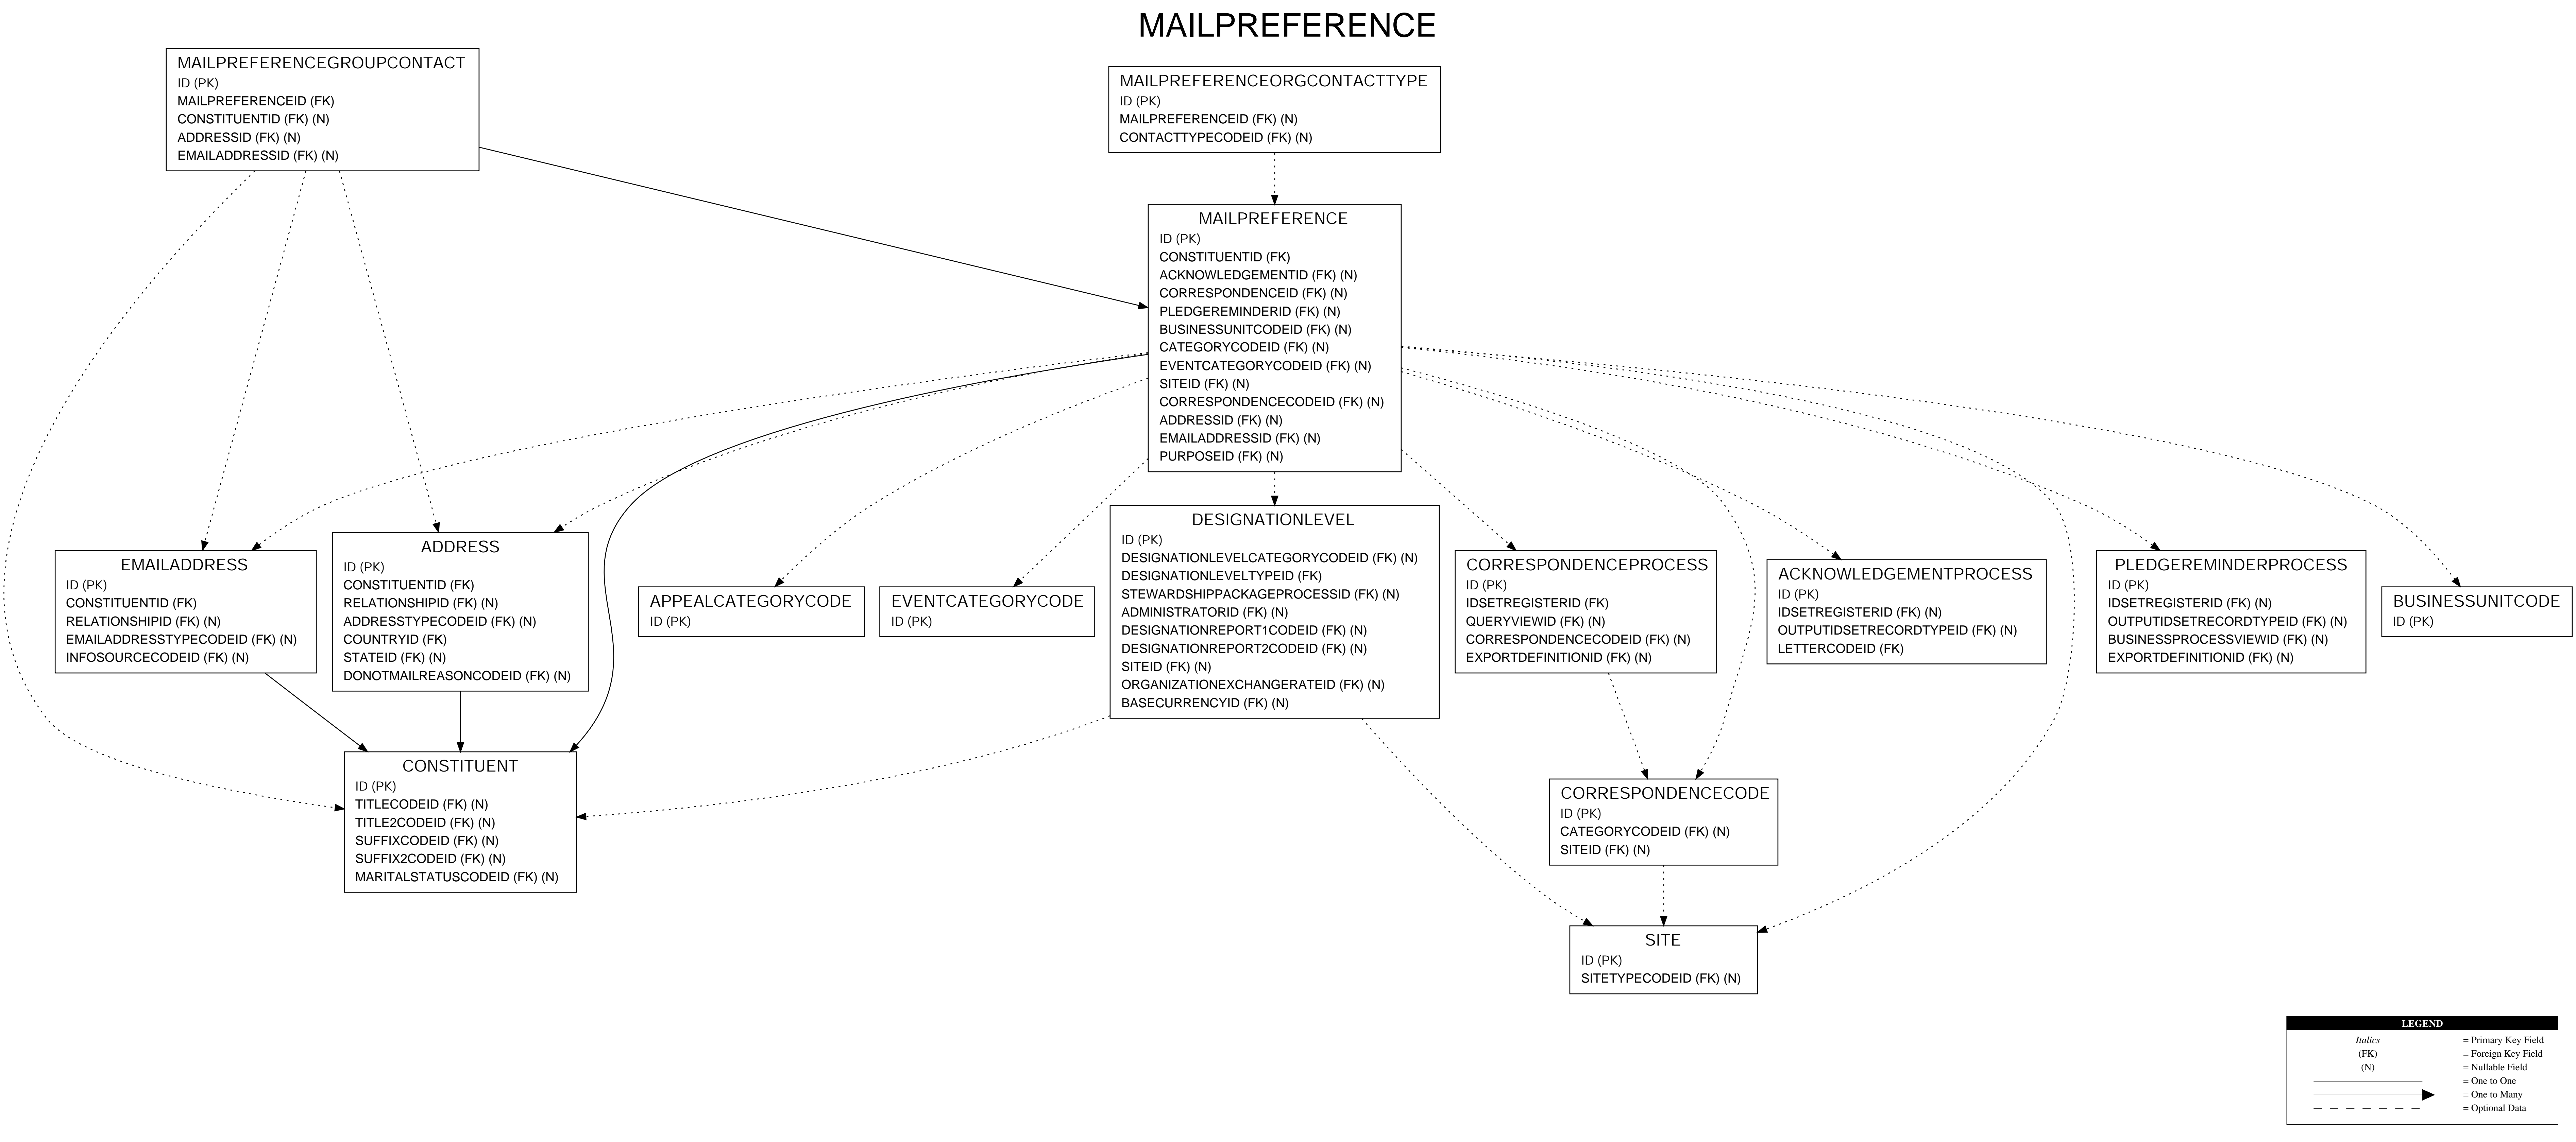 MAILPREFERENCE
MAILPREFERENCEGROUPCONTACT
ID (PK)
MAILPREFERENCEID (FK)
CONSTITUENTID (FK) (N)
ADDRESSID (FK) (N)
EMAILADDRESSID (FK) (N)
MAILPREFERENCEORGCONTACTTYPE
ID (PK)
MAILPREFERENCEID (FK) (N)
CONTACTTYPECODEID (FK) (N)
MAILPREFERENCE
ID (PK)
CONSTITUENTID (FK)
ACKNOWLEDGEMENTID (FK) (N)
CORRESPONDENCEID (FK) (N)
PLEDGEREMINDERID (FK) (N)
BUSINESSUNITCODEID (FK) (N)
CATEGORYCODEID (FK) (N)
EVENTCATEGORYCODEID (FK) (N)
SITEID (FK) (N)
CORRESPONDENCECODEID (FK) (N)
ADDRESSID (FK) (N)
EMAILADDRESSID (FK) (N)
PURPOSEID (FK) (N)
EMAILADDRESS
ID (PK)
CONSTITUENTID (FK)
RELATIONSHIPID (FK) (N)
EMAILADDRESSTYPECODEID (FK) (N)
INFOSOURCECODEID (FK) (N)
ADDRESS
ID (PK)
CONSTITUENTID (FK)
RELATIONSHIPID (FK) (N)
ADDRESSTYPECODEID (FK) (N)
COUNTRYID (FK)
STATEID (FK) (N)
DONOTMAILREASONCODEID (FK) (N)
APPEALCATEGORYCODE
ID (PK)
EVENTCATEGORYCODE
ID (PK)
DESIGNATIONLEVEL
ID (PK)
DESIGNATIONLEVELCATEGORYCODEID (FK) (N)
DESIGNATIONLEVELTYPEID (FK)
STEWARDSHIPPACKAGEPROCESSID (FK) (N)
ADMINISTRATORID (FK) (N)
DESIGNATIONREPORT1CODEID (FK) (N)
DESIGNATIONREPORT2CODEID (FK) (N)
SITEID (FK) (N)
ORGANIZATIONEXCHANGERATEID (FK) (N)
BASECURRENCYID (FK) (N)
CORRESPONDENCEPROCESS
ID (PK)
IDSETREGISTERID (FK)
QUERYVIEWID (FK) (N)
CORRESPONDENCECODEID (FK) (N)
EXPORTDEFINITIONID (FK) (N)
ACKNOWLEDGEMENTPROCESS
ID (PK)
IDSETREGISTERID (FK) (N)
OUTPUTIDSETRECORDTYPEID (FK) (N)
LETTERCODEID (FK)
PLEDGEREMINDERPROCESS
ID (PK)
IDSETREGISTERID (FK) (N)
OUTPUTIDSETRECORDTYPEID (FK) (N)
BUSINESSPROCESSVIEWID (FK) (N)
EXPORTDEFINITIONID (FK) (N)
BUSINESSUNITCODE
ID (PK)
CONSTITUENT
ID (PK)
TITLECODEID (FK) (N)
TITLE2CODEID (FK) (N)
SUFFIXCODEID (FK) (N)
SUFFIX2CODEID (FK) (N)
MARITALSTATUSCODEID (FK) (N)
CORRESPONDENCECODE
ID (PK)
CATEGORYCODEID (FK) (N)
SITEID (FK) (N)
SITE
ID (PK)
SITETYPECODEID (FK) (N)
LEGEND
Italics = Primary Key Field
(FK) = Foreign Key Field
(N) = Nullable Field
= One to One
= One to Many
= Optional Data